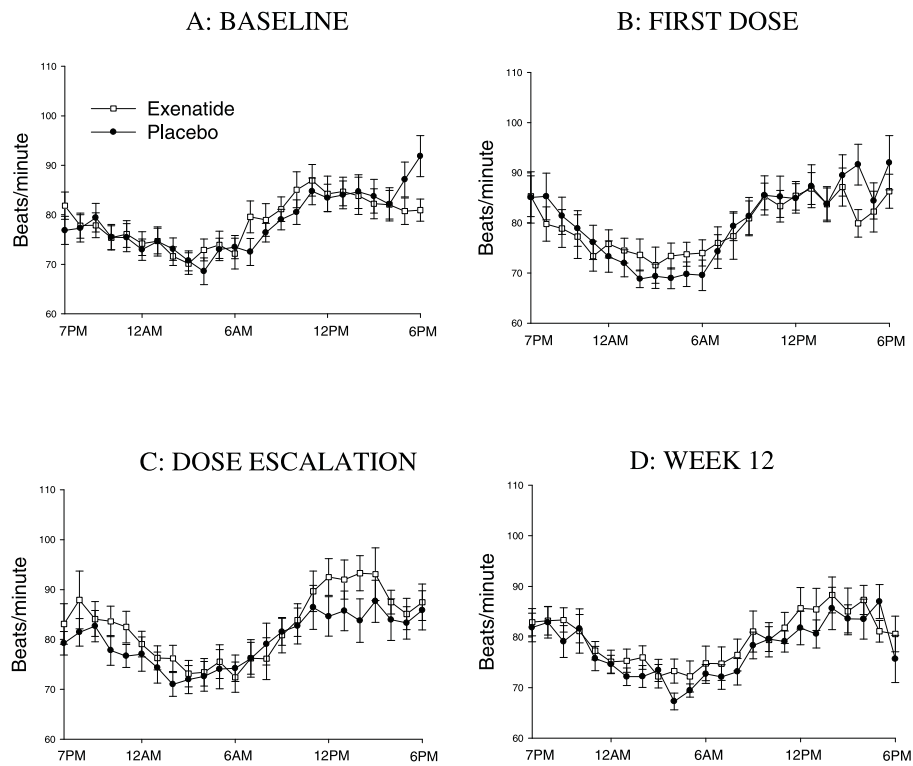 A: BASELINE
B: FIRST DOSE
110
100
90
80
70
60
Beats/minute
Exenatide
Placebo
7PM 12AM 6AM 12PM 6PM
110
100
90
80
70
60
Beats/minute
7PM 12AM 6AM 12PM 6PM
C: DOSE ESCALATION
D: WEEK 12
110
100
90
80
70
60
Beats/minute
7PM 12AM 6AM 12PM 6PM
110
100
90
80
70
60
Beats/minute
7PM 12AM 6AM 12PM 6PM